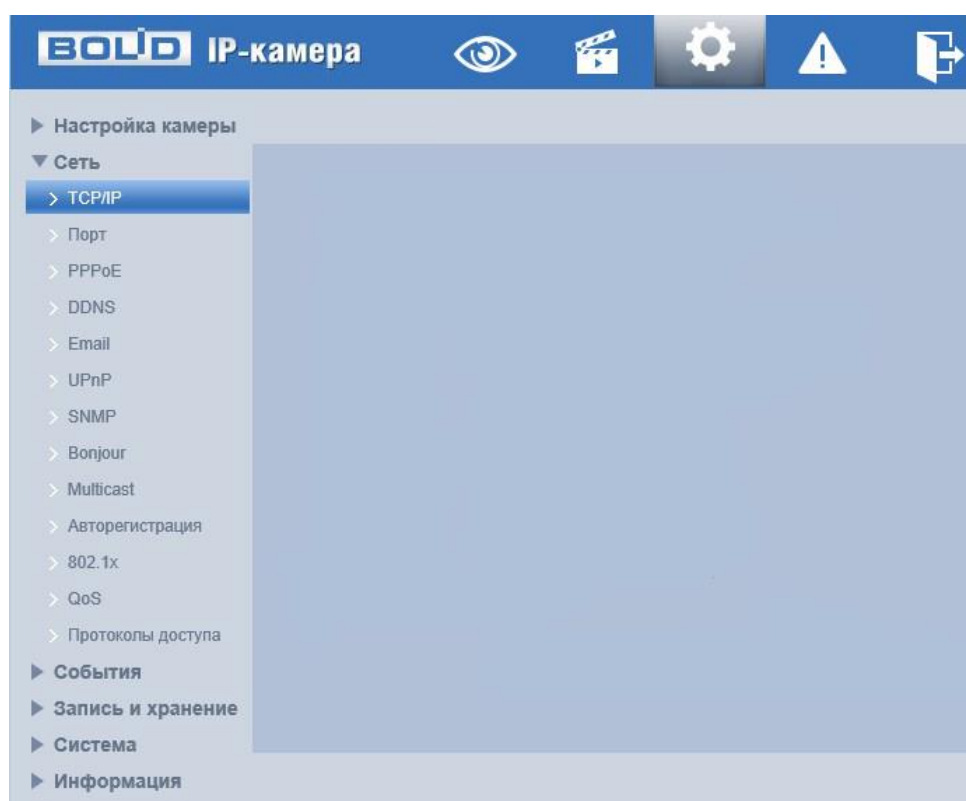 BOLID IP-камера
Настройка камеры
Сеть
TCP/IP
Порт
PPPoE
DDNS
Email
UPnP
SNMP
Bonjour
Multicast
Авторегистрация
802.1x
QoS
Протоколы доступа
События
Запись и хранение
Система
Информация